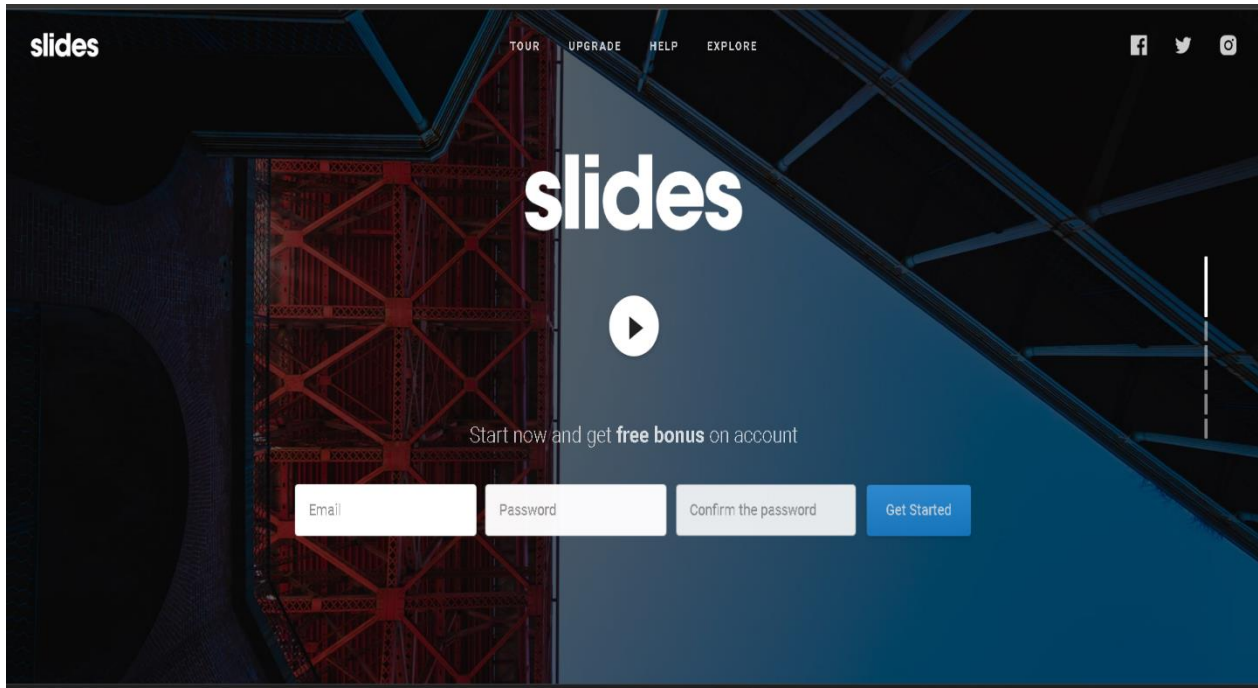 slides
TOUR UPGRADE HELP EXPLORE
slides
Start now and get free bonus on account
Email
Password
Confirm the password
Get Started